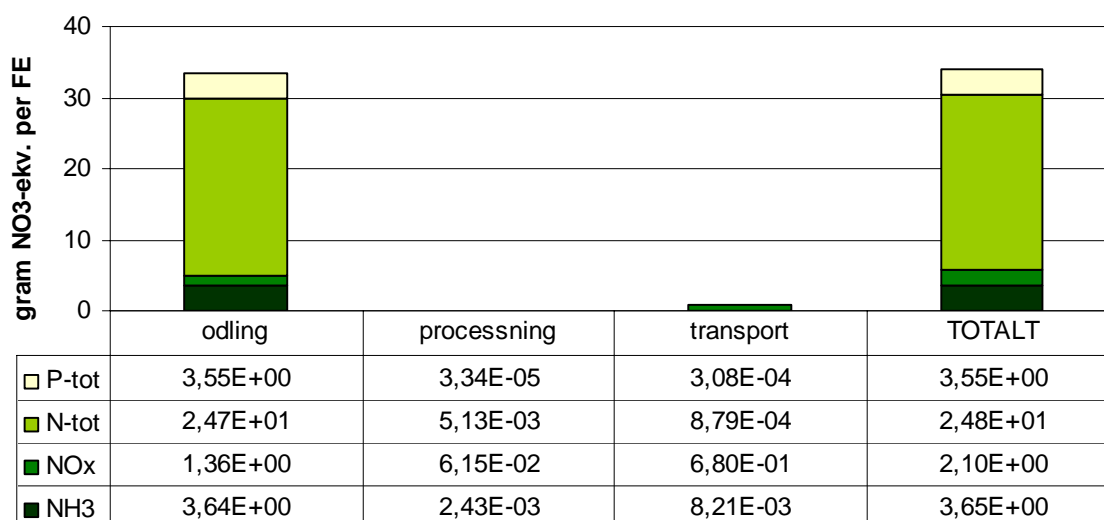 gram NO3-ekv. per FE
40
30
20
10
0
odling processning transport TOTALT
P-tot 3,55E+00 3,34E-05 3,08E-04 3,55E+00
N-tot 2,47E+01 5,13E-03 8,79E-04 2,48E+01
NOx 1,36E+00 6,15E-02 6,80E-01 2,10E+00
NH3 3,64E+00 2,43E-03 8,21E-03 3,65E+00